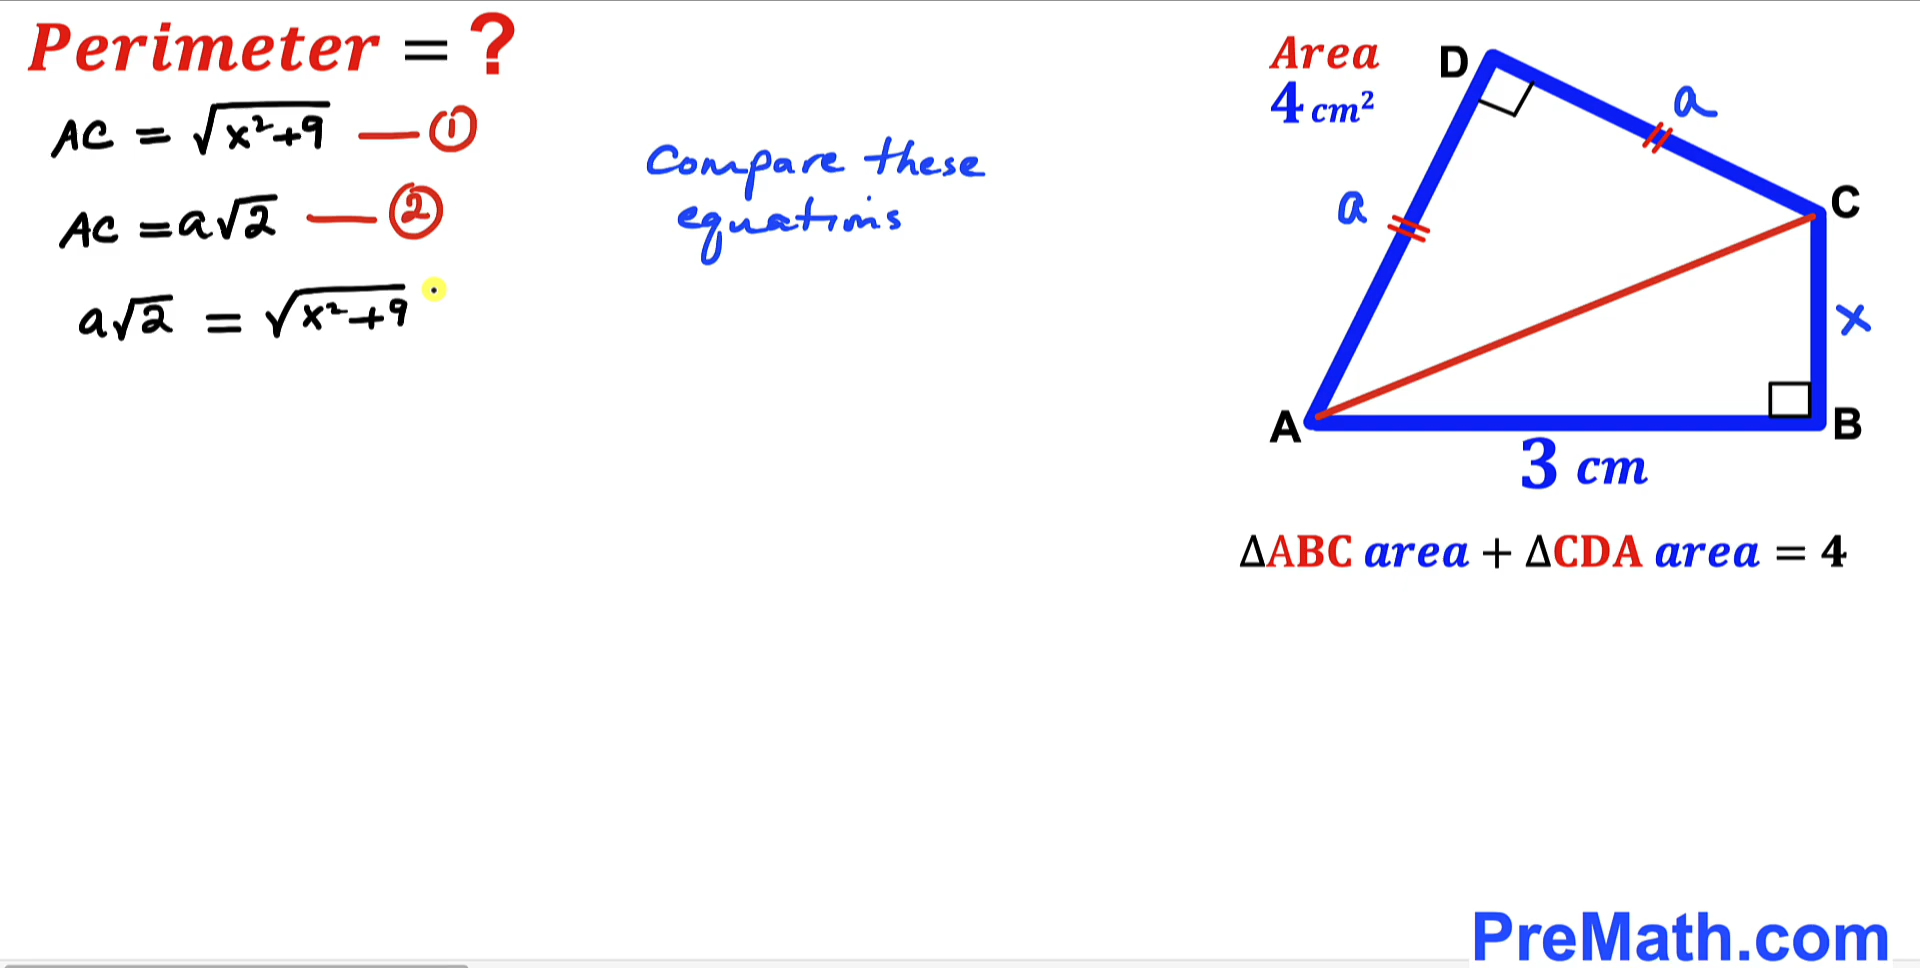 Perimeter = ?
AC = √x²+9 — ①
AC = a√2 — ②
a√2 = √x²+9
Compare these
equations
Area
4 cm²
D
a
a
C
x
A
B
3 cm
ΔABC area + ΔCDA area = 4
PreMath.com